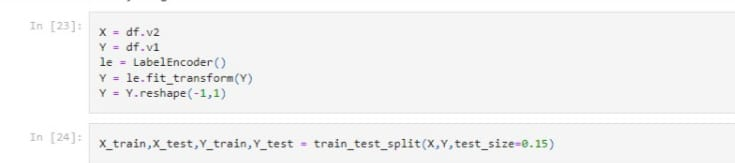 In [23]:
X = df.v2
Y = df.v1
le = LabelEncoder()
Y = le.fit_transform(Y)
Y = Y.reshape(-1,1)
In [24]:
X_train,X_test,Y_train,Y_test = train_test_split(X,Y,test_size=0.15)